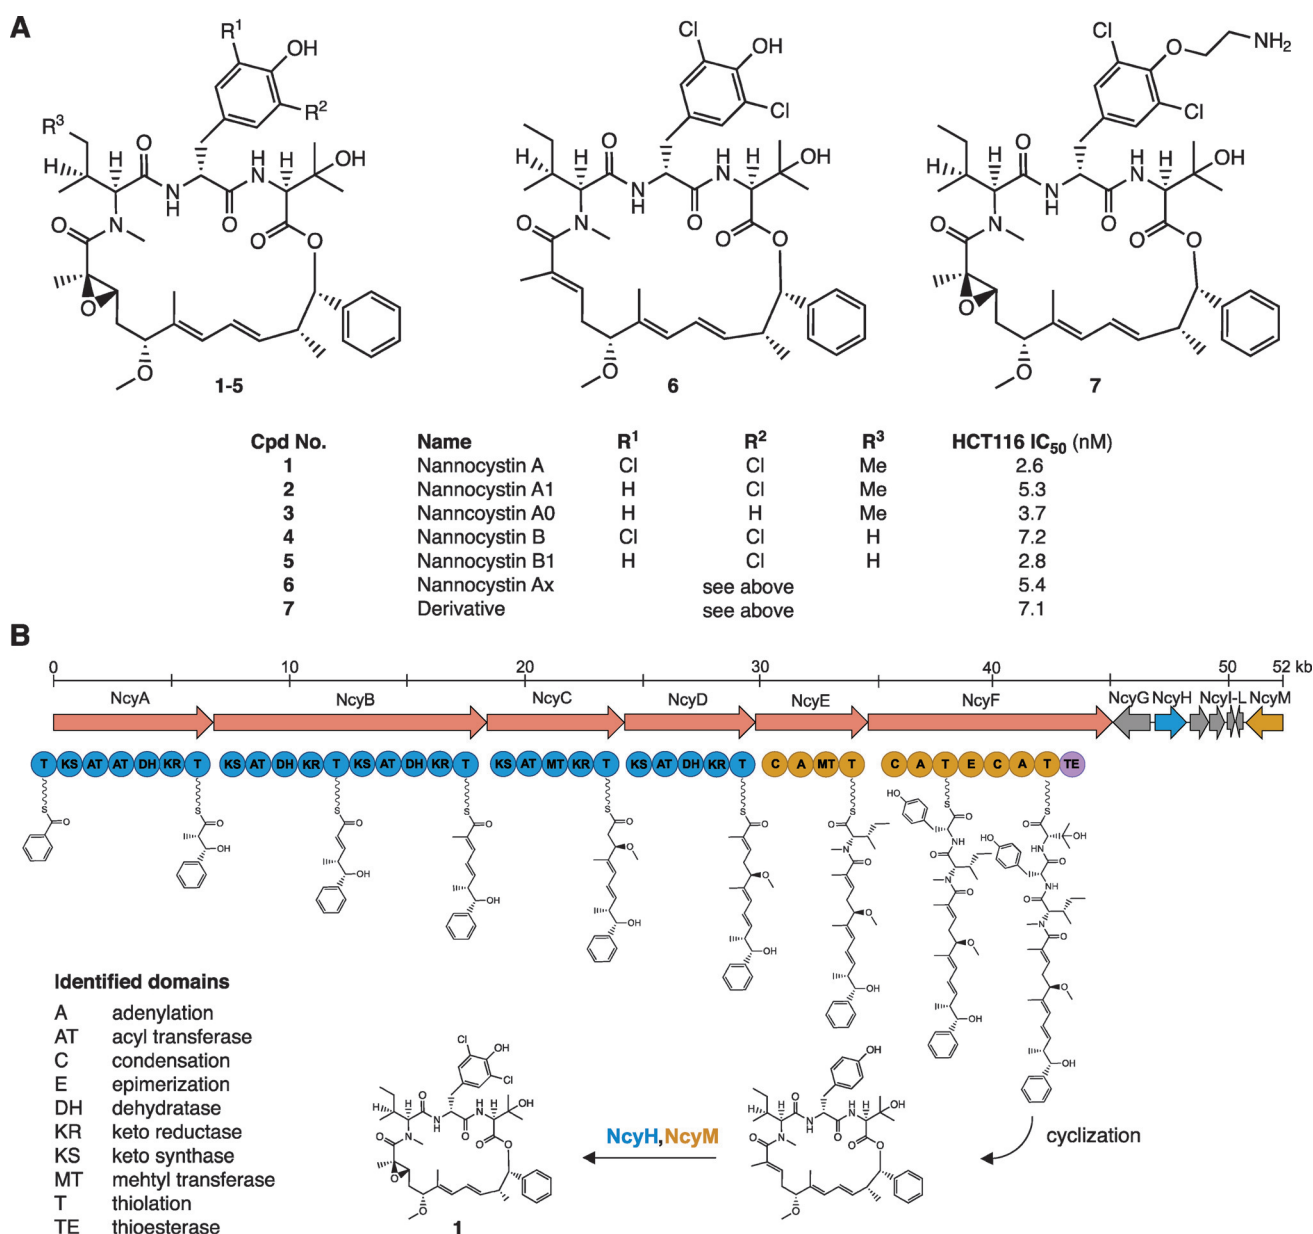 A
R¹
OH
R²
R³
H
H
O
H
N
H
OH
N
H
O
O
O
N
O
O
O
1-5
Cl
OH
Cl
H
H
O
H
N
H
OH
N
H
O
O
N
O
O
O
6
Cl
O
NH₂
Cl
H
H
O
H
N
H
OH
N
H
O
O
N
O
O
O
O
7
Cpd No. Name R¹ R² R³ HCT116 IC₅₀ (nM)
1 Nannocystin A Cl Cl Me 2.6
2 Nannocystin A1 H Cl Me 5.3
3 Nanncoystin A0 H H Me 3.7
4 Nannocystin B Cl Cl H 7.2
5 Nannocystin B1 H Cl H 2.8
6 Nannocystin Ax see above 5.4
7 Derivative see above 7.1
B
0 10 20 30 40 50 52 kb
NcyA NcyB NcyC NcyD NcyE NcyF NcyG NcyH NcyI-L NcyM
T KS AT AT DH KR T KS AT DH KR T KS AT DH KR T KS AT MT KR T KS AT DH KR T C A MT T C A T E C A T TE
Identified domains
A adenylation
AT acyl transferase
C condensation
E epimerization
DH dehydratase
KR keto reductase
KS keto synthase
MT mehtyl transferase
T thiolation
TE thioesterase
cyclization
NcyH,NcyM
1